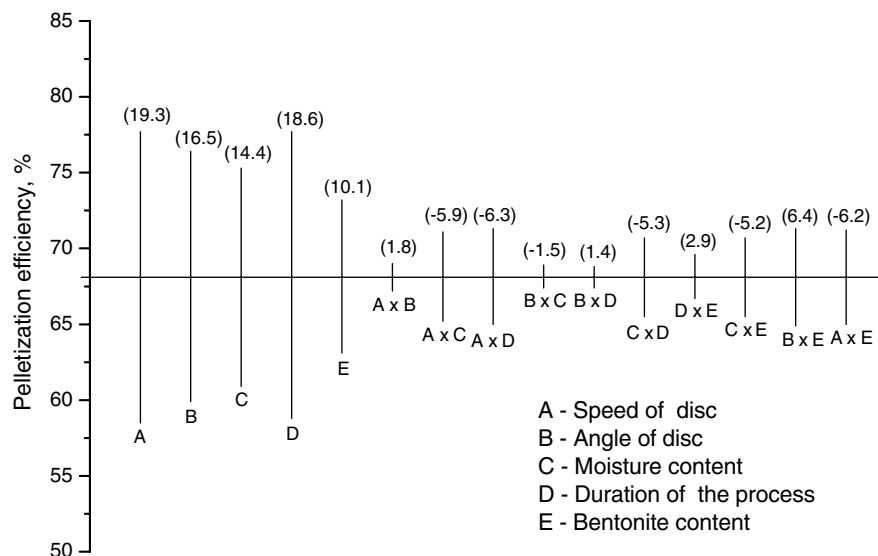 85
80
75
70
65
60
55
50
Pelletization efficiency, %
(19.3)
(16.5)
(14.4)
(18.6)
(10.1)
(1.8)
(-5.9)
(-6.3)
(-1.5)
(1.4)
(-5.3)
(2.9)
(-5.2)
(6.4)
(-6.2)
A
B
C
D
E
A x B
A x C
A x D
B x C
B x D
C x D
D x E
C x E
B x E
A x E
A - Speed of disc
B - Angle of disc
C - Moisture content
D - Duration of the process
E - Bentonite content